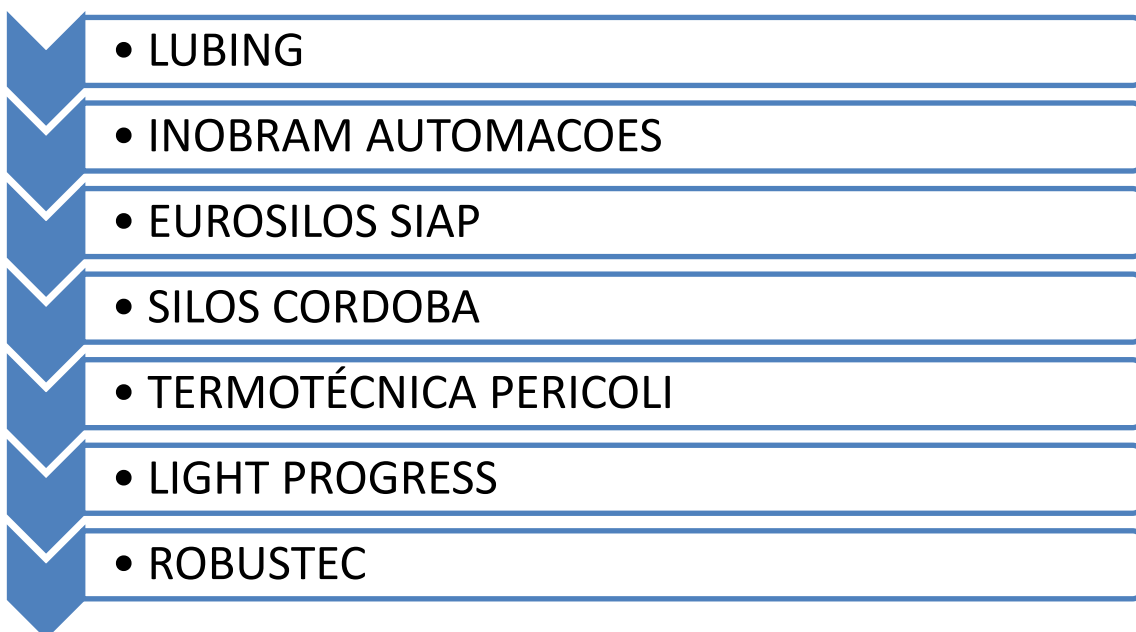 • LUBING
• INOBRAM AUTOMACOES
• EUROSILOS SIAP
• SILOS CORDOBA
• TERMOTÉCNICA PERICOLI
• LIGHT PROGRESS
• ROBUSTEC